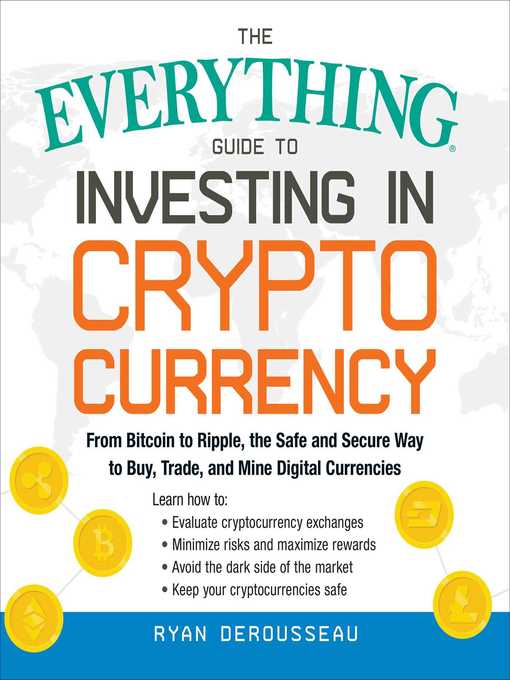 THE
EVERYTHING®
GUIDE TO
INVESTING IN
CRYPTO
CURRENCY
From Bitcoin to Ripple, the Safe and Secure Way
to Buy, Trade, and Mine Digital Currencies
Learn how to:
• Evaluate cryptocurrency exchanges
• Minimize risks and maximize rewards
• Avoid the dark side of the market
• Keep your cryptocurrencies safe
RYAN DEROUSSEAU